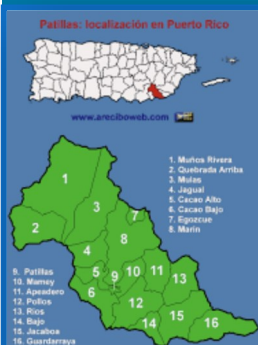 Patillas: localización en Puerto Rico
www.areciboweb.com
1. Muños Rivera
2. Quebrada Arriba
3. Mulas
4. Jagual
5. Cacao Alto
6. Cacao Bajo
7. Egozcue
8. Marín
1
2
3
7
8
4
5
9
10
11
13
6
12
14
15
16
9. Patillas
10. Mamey
11. Apeadero
12. Pollos
13. Ríos
14. Bajo
15. Jacaboa
16. Guardarraya